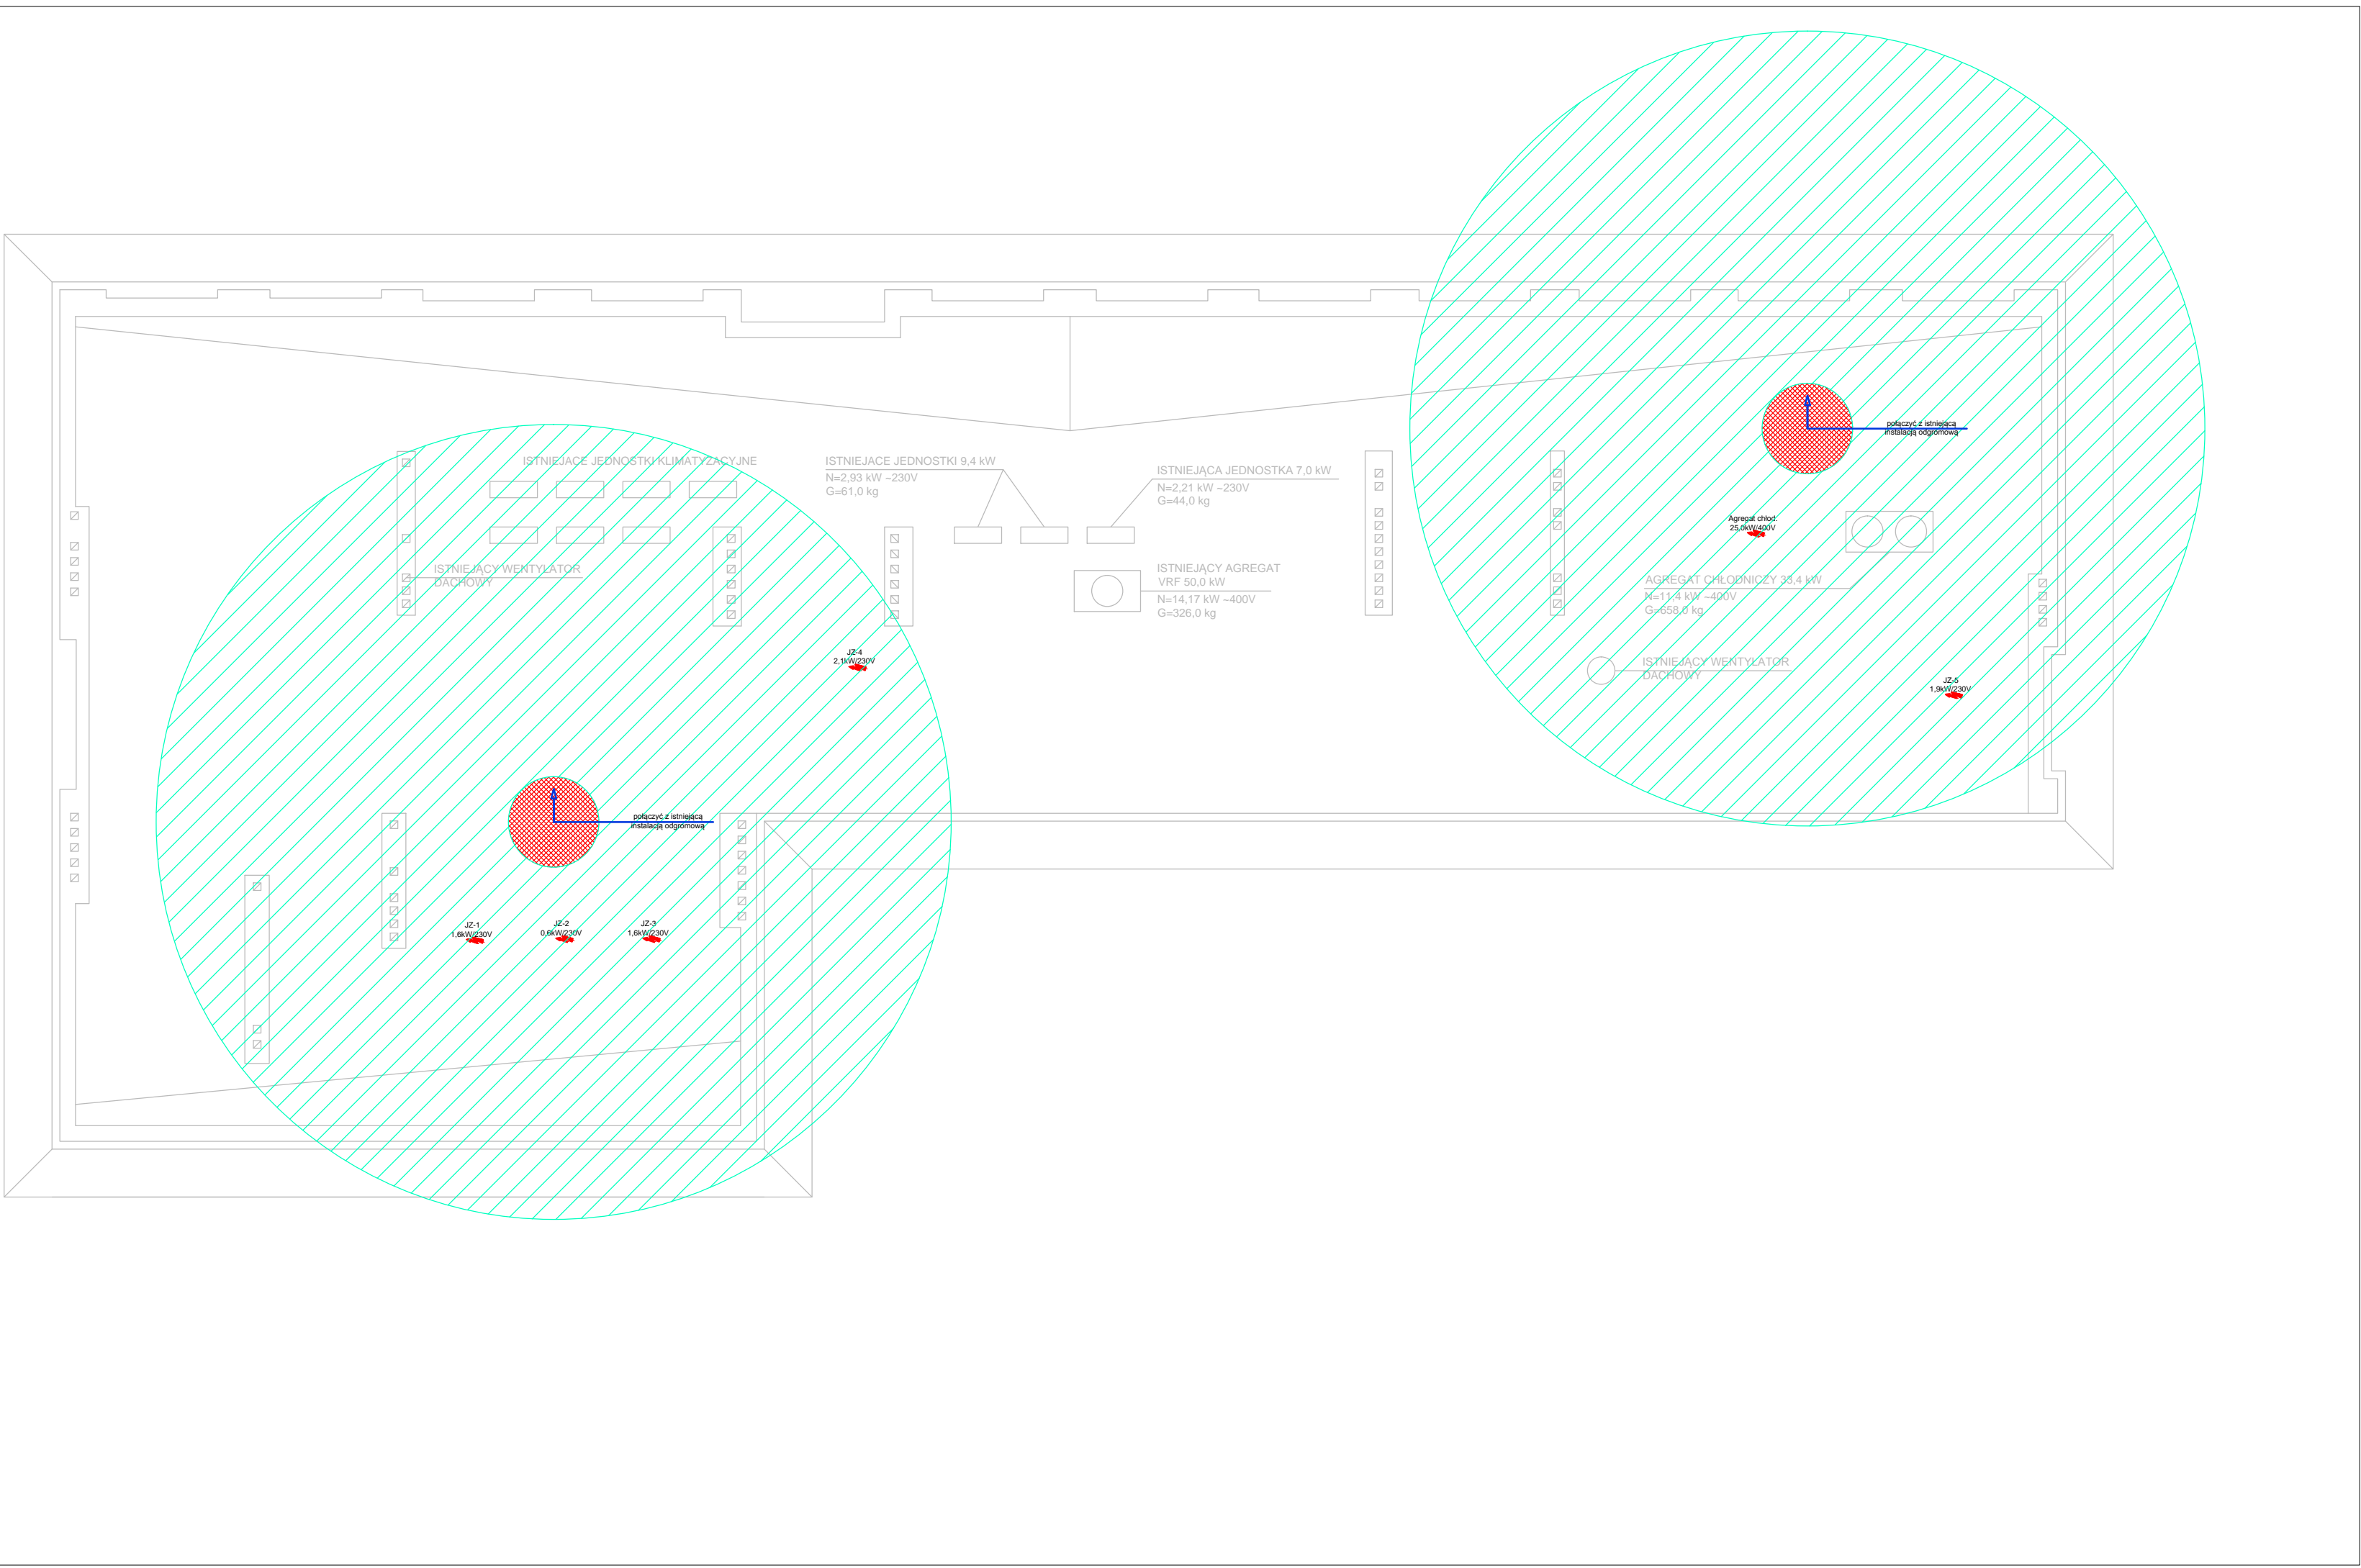 połączyć z istniejącą
instalacją odgromową
ISTNIEJACE JEDNOSTKI KLIMATYZACYJNE
ISTNIEJACE JEDNOSTKI 9,4 kW
N=2,93 kW ~230V
G=61,0 kg
ISTNIEJĄCA JEDNOSTKA 7,0 kW
N=2,21 kW ~230V
G=44,0 kg
Agregat chłod.
25,0kW/400V
ISTNIEJĄCY WENTYLATOR
DACHOWY
ISTNIEJĄCY AGREGAT
VRF 50,0 kW
N=14,17 kW ~400V
G=326,0 kg
AGREGAT CHŁODNICZY 33,4 kW
N=11,4 kW ~400V
G=658,0 kg
JZ-4
2,1kW/230V
ISTNIEJĄCY WENTYLATOR
DACHOWY
JZ-5
1,9kW/230V
połączyć z istniejącą
instalacją odgromową
JZ-1
1,6kW/230V
JZ-2
0,6kW/230V
JZ-3
1,6kW/230V